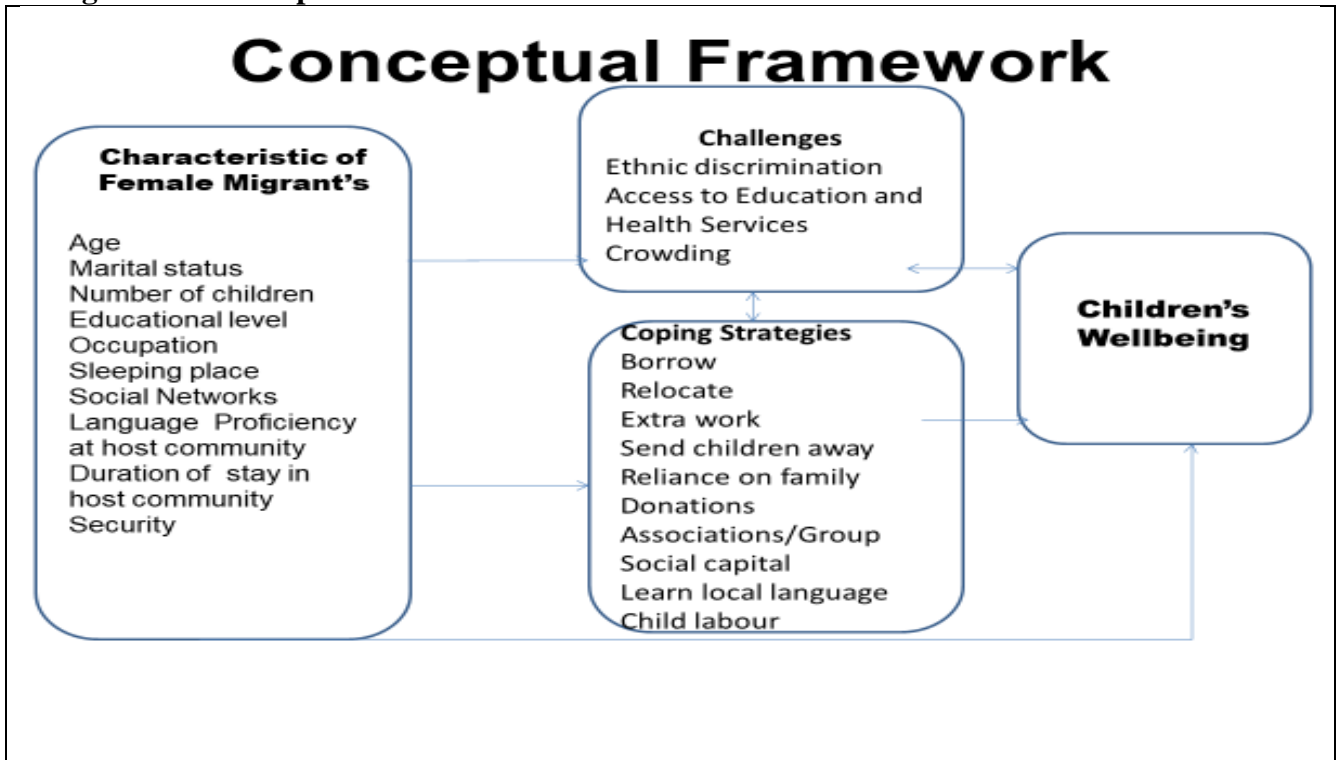 Conceptual Framework
Characteristic of
Female Migrant's
Age
Marital status
Number of children
Educational level
Occupation
Sleeping place
Social Networks
Language Proficiency
at host community
Duration of stay in
host community
Security
Challenges
Ethnic discrimination
Access to Education and
Health Services
Crowding
Coping Strategies
Borrow
Relocate
Extra work
Send children away
Reliance on family
Donations
Associations/Group
Social capital
Learn local language
Child labour
Children’s
Wellbeing